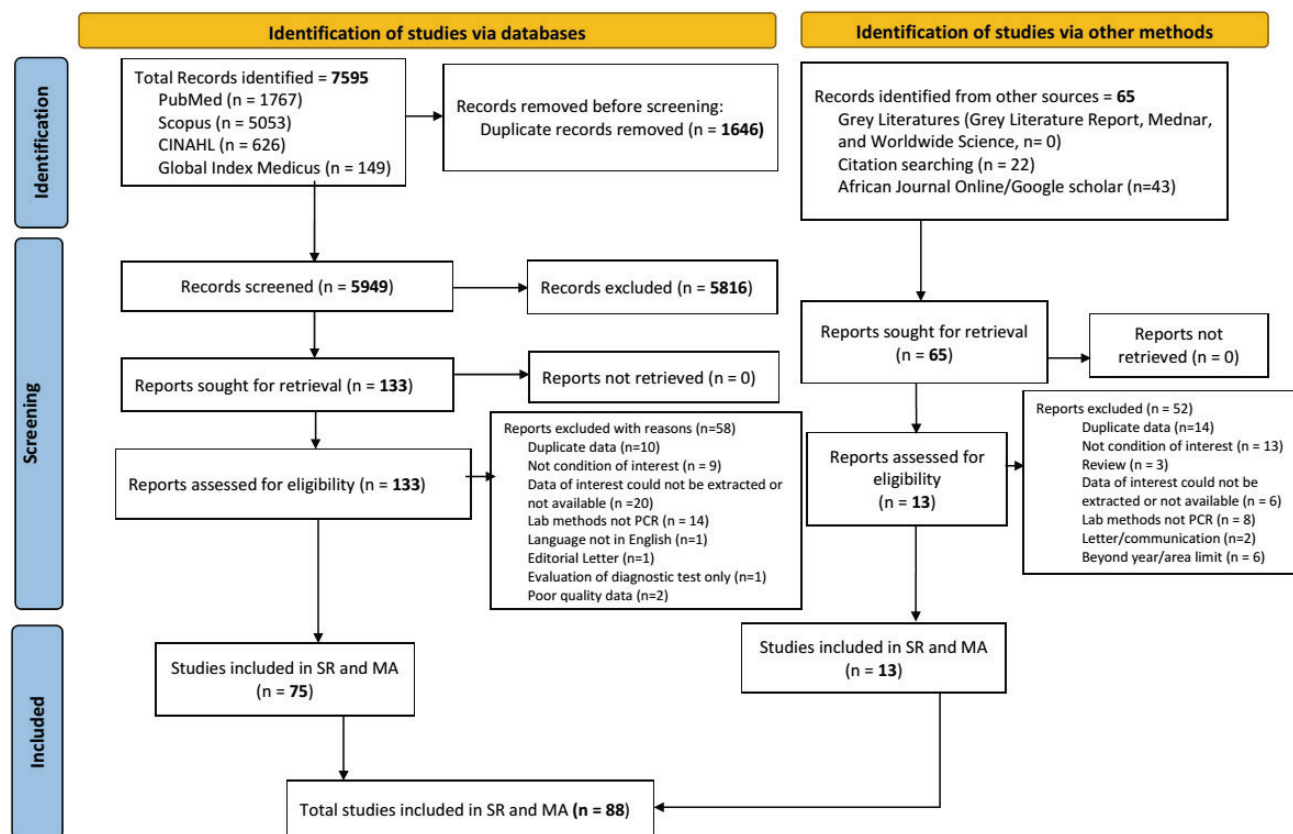 Identification of studies via databases
Identification of studies via other methods
Identification
Total Records identified = 7595
PubMed (n = 1767)
Scopus (n = 5053)
CINAHL (n = 626)
Global Index Medicus (n = 149)
Records removed before screening:
Duplicate records removed (n = 1646)
Records identified from other sources = 65
Grey Literatures (Grey Literature Report, Mednar,
and Worldwide Science, n= 0)
Citation searching (n = 22)
African Journal Online/Google scholar (n=43)
Screening
Records screened (n = 5949)
Records excluded (n = 5816)
Reports sought for retrieval (n = 133)
Reports not retrieved (n = 0)
Reports sought for retrieval
(n = 65)
Reports not
retrieved (n = 0)
Reports assessed for eligibility (n = 133)
Reports excluded with reasons (n=58)
Duplicate data (n=10)
Not condition of interest (n = 9)
Data of interest could not be extracted or
not available (n =20)
Lab methods not PCR (n = 14)
Language not in English (n=1)
Editorial Letter (n=1)
Evaluation of diagnostic test only (n=1)
Poor quality data (n=2)
Reports assessed for
eligibility
(n = 13)
Reports excluded (n = 52)
Duplicate data (n=14)
Not condition of interest (n = 13)
Review (n = 3)
Data of interest could not be
extracted or not available (n = 6)
Lab methods not PCR (n = 8)
Letter/communication (n=2)
Beyond year/area limit (n = 6)
Included
Studies included in SR and MA
(n = 75)
Studies included in SR and MA
(n = 13)
Total studies included in SR and MA (n = 88)